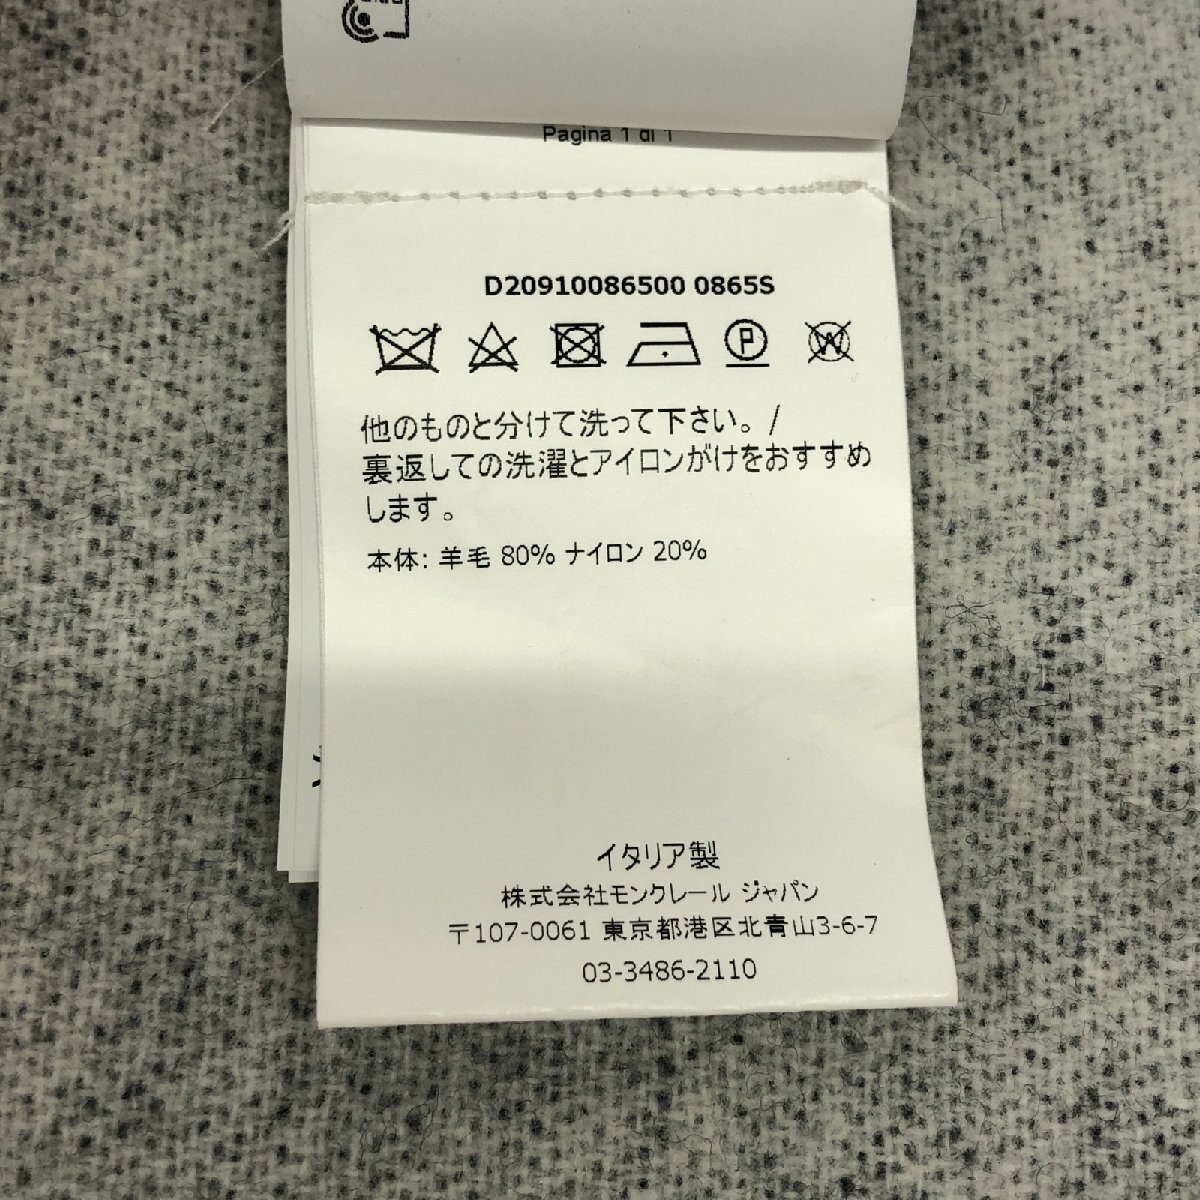 Pagina 1 di 1
D20910086500 0865S
P
W
他のものと分けて洗って下さい。/
裏返しての洗濯とアイロンがけをおすすめ
します。
本体: 羊毛 80% ナイロン 20%
イタリア製
株式会社モンクレール ジャパン
〒107-0061 東京都港区北青山3-6-7
03-3486-2110